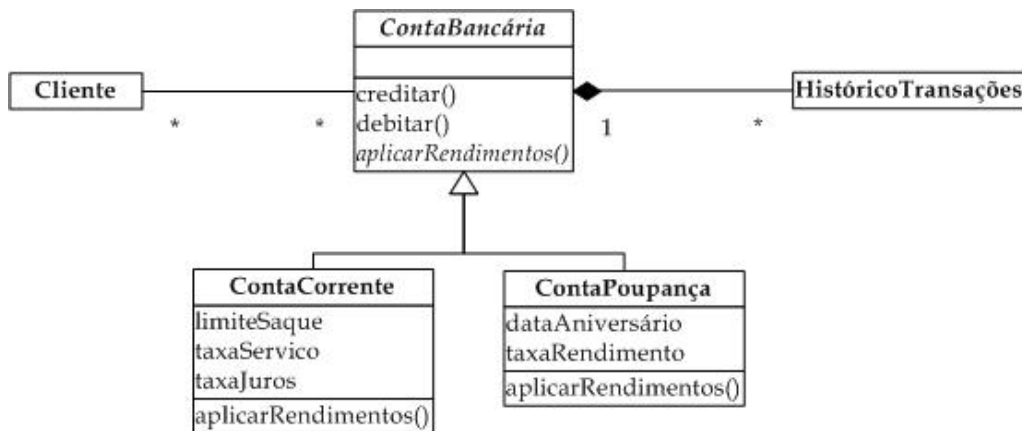 ContaBancária
Cliente
creditar()
debitar()
aplicarRendimentos()
HistóricoTransações
* * 1 *
ContaCorrente
limiteSaque
taxaServico
taxaJuros
aplicarRendimentos()
ContaPoupança
dataAniversário
taxaRendimento
aplicarRendimentos()